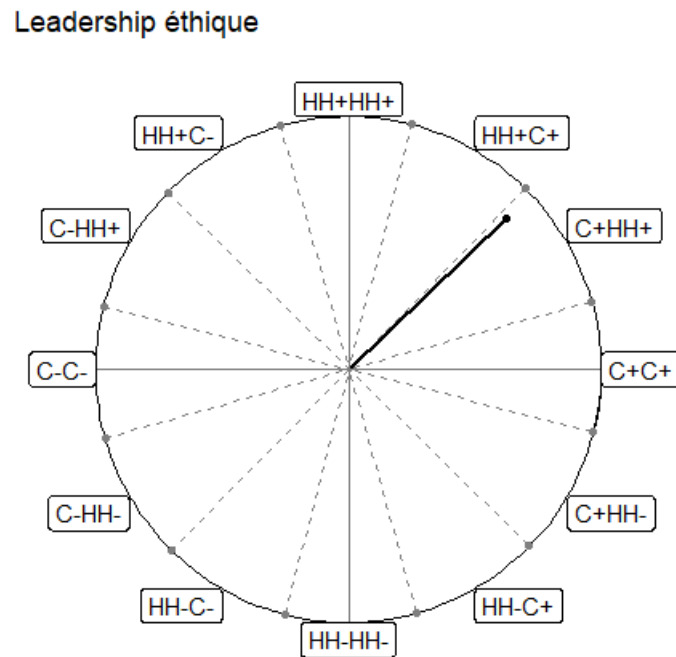 Leadership éthique
HH+HH+
HH+C-
HH+C+
C-HH+
C+HH+
C-C-
C+C+
C-HH-
C+HH-
HH-C-
HH-C+
HH-HH-